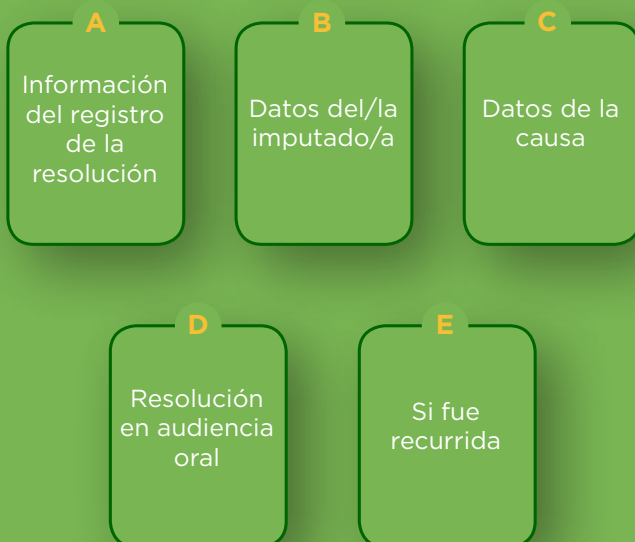 A
Información
del registro
de la
resolución
B
Datos del/la
imputado/a
C
Datos de la
causa
D
Resolución
en audiencia
oral
E
Si fue
recurrida